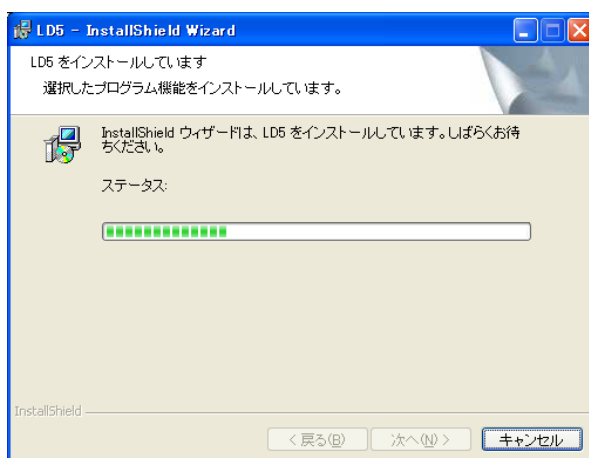 LD5 - InstallShield Wizard
LD5 をインストールしています
選択したプログラム機能をインストールしています。
InstallShield ウィザードは、LD5 をインストールしています。しばらくお待
ちください。
ステータス:
InstallShield
< 戻る(B)
次へ(N) >
キャンセル